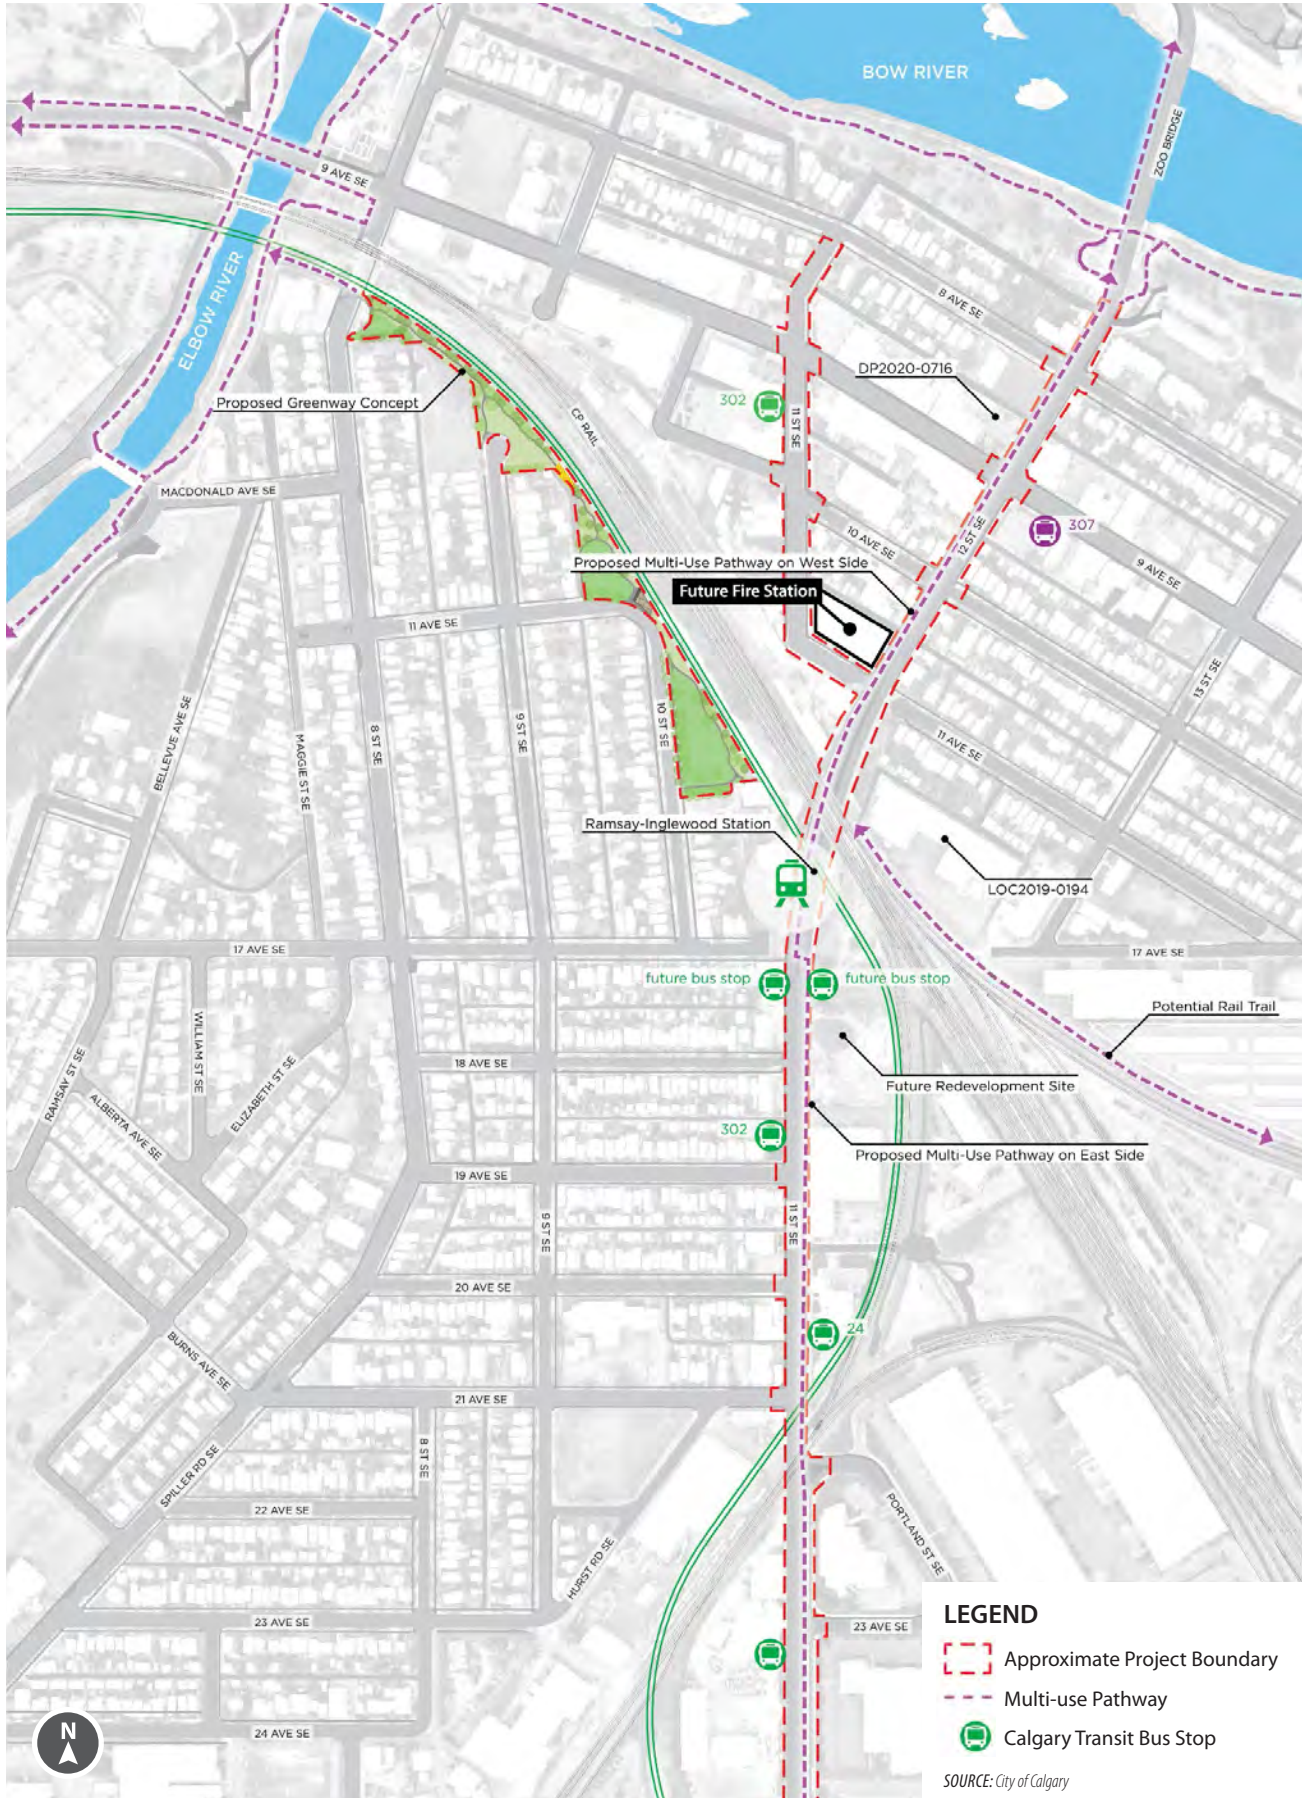 BOW RIVER
ZOO BRIDGE
9 AVE SE
ELBOW RIVER
8 AVE SE
DP2020-0716
302
11 ST SE
Proposed Greenway Concept
CP RAIL
MACDONALD AVE SE
307
10 AVE SE
12 ST SE
9 AVE SE
Proposed Multi-Use Pathway on West Side
Future Fire Station
11 AVE SE
13 ST SE
BELLEVUE AVE SE
MAGGIE ST SE
8 ST SE
9 ST SE
10 ST SE
11 AVE SE
Ramsay-Inglewood Station
LOC2019-0194
17 AVE SE
17 AVE SE
future bus stop
future bus stop
Potential Rail Trail
WILLIAM ST SE
RAMSAY ST SE
ALBERTA AVE SE
ELIZABETH ST SE
18 AVE SE
Future Redevelopment Site
302
Proposed Multi-Use Pathway on East Side
19 AVE SE
9 ST SE
11 ST SE
20 AVE SE
24
BURNS AVE SE
21 AVE SE
8 ST SE
SPILLER RD SE
22 AVE SE
PORTLAND ST SE
HURST RD SE
23 AVE SE
23 AVE SE
24 AVE SE
N
LEGEND
Approximate Project Boundary
Multi-use Pathway
Calgary Transit Bus Stop
SOURCE: City of Calgary